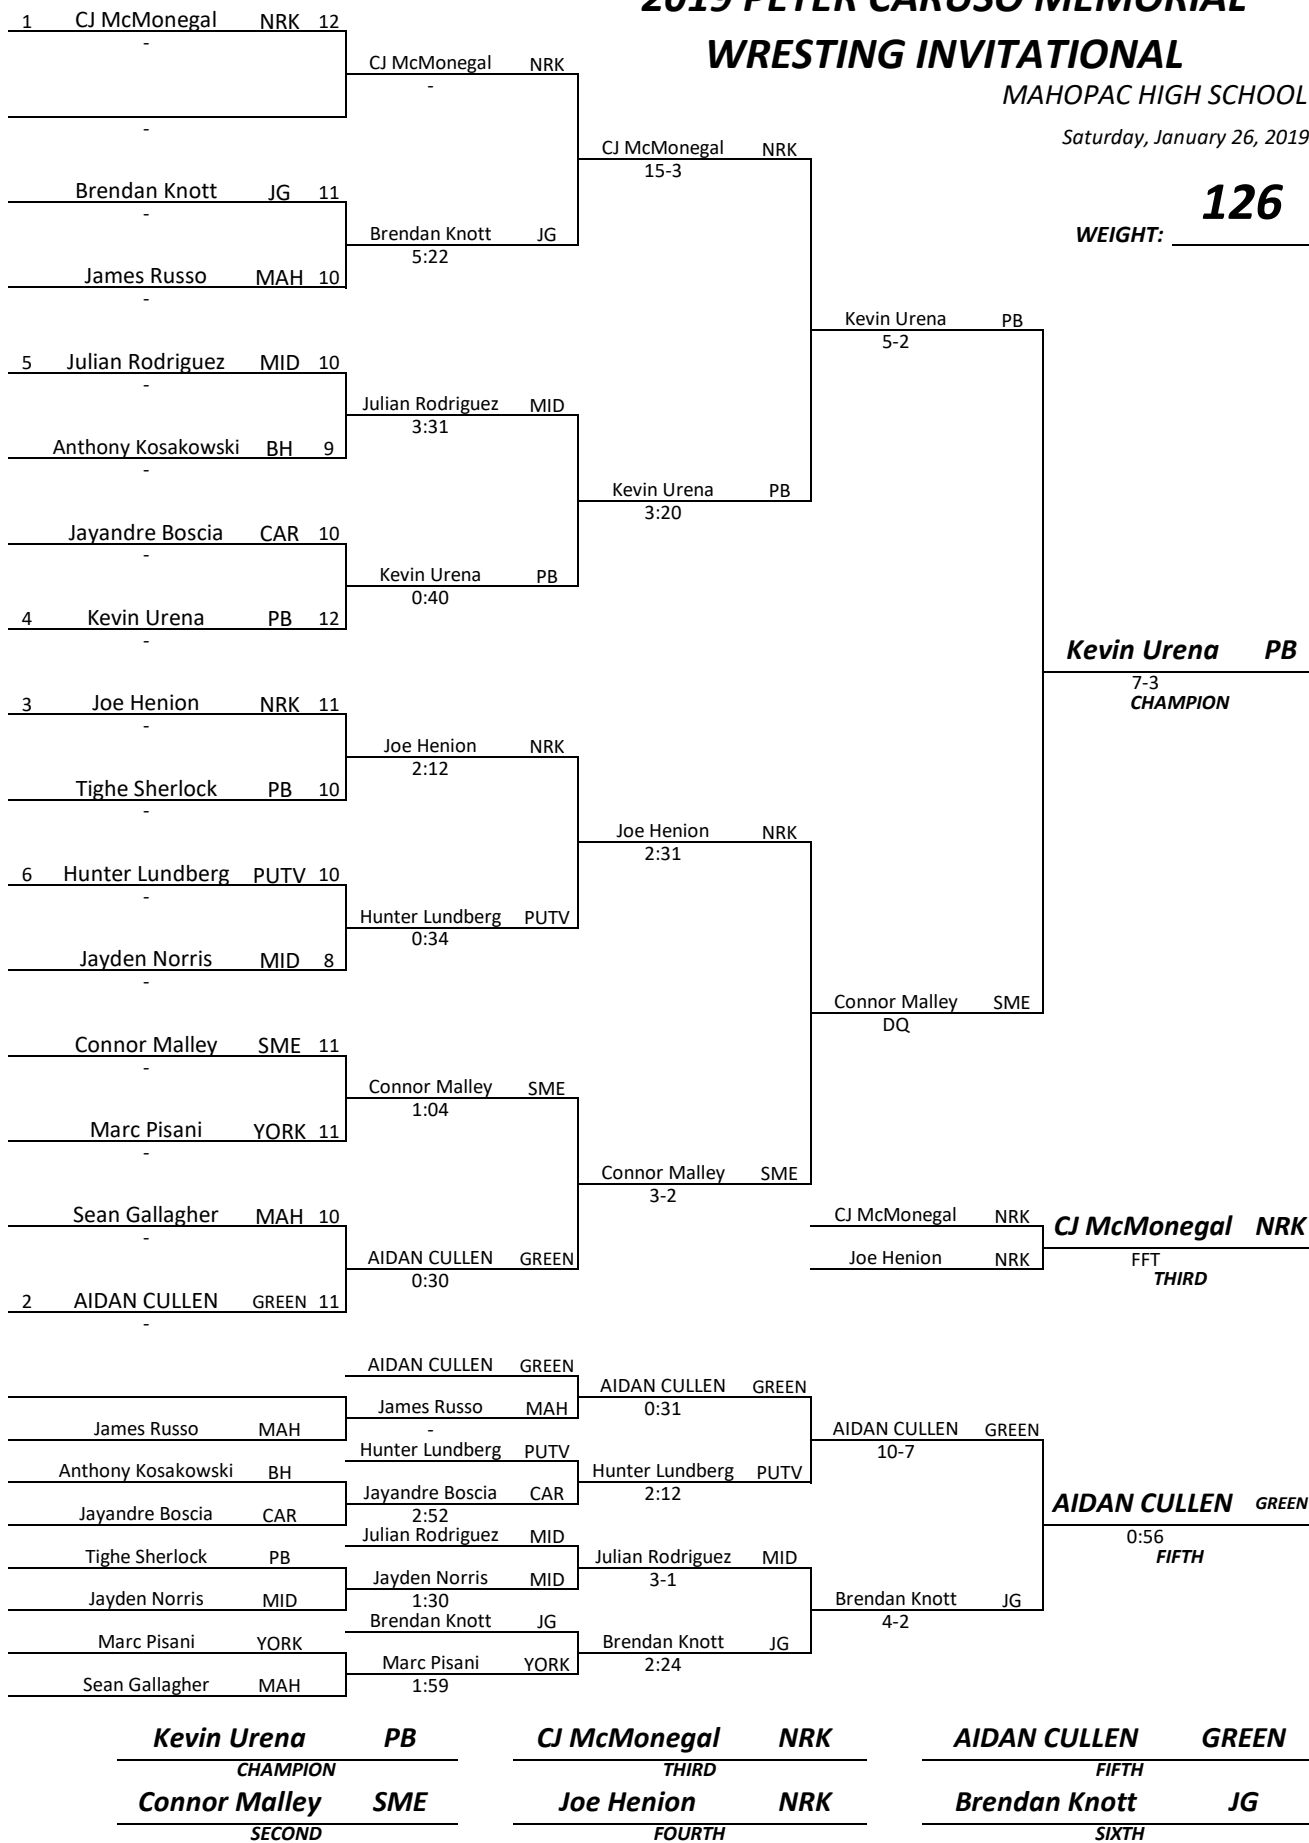 2019 PETER CARUSO MEMORIAL
WRESTING INVITATIONAL
MAHOPAC HIGH SCHOOL
Saturday, January 26, 2019
WEIGHT: 126
1 CJ McMonegal NRK 12
-
-
Brendan Knott JG 11
-
James Russo MAH 10
-
5 Julian Rodriguez MID 10
-
Anthony Kosakowski BH 9
-
Jayandre Boscia CAR 10
-
4 Kevin Urena PB 12
-
3 Joe Henion NRK 11
-
Tighe Sherlock PB 10
-
6 Hunter Lundberg PUTV 10
-
Jayden Norris MID 8
-
Connor Malley SME 11
-
Marc Pisani YORK 11
-
Sean Gallagher MAH 10
-
2 AIDAN CULLEN GREEN 11
-
CJ McMonegal NRK
-
Brendan Knott JG
5:22
Julian Rodriguez MID
3:31
Kevin Urena PB
0:40
Joe Henion NRK
2:12
Hunter Lundberg PUTV
0:34
Connor Malley SME
1:04
AIDAN CULLEN GREEN
0:30
CJ McMonegal NRK
15-3
Kevin Urena PB
3:20
Joe Henion NRK
2:31
Connor Malley SME
3-2
Kevin Urena PB
5-2
Connor Malley SME
DQ
Kevin Urena PB
7-3
CHAMPION
CJ McMonegal NRK
Joe Henion NRK
CJ McMonegal NRK
FFT
THIRD
James Russo MAH
Anthony Kosakowski BH
Jayandre Boscia CAR
Tighe Sherlock PB
Jayden Norris MID
Marc Pisani YORK
Sean Gallagher MAH
AIDAN CULLEN GREEN
James Russo MAH
-
Hunter Lundberg PUTV
Jayandre Boscia CAR
2:52
Julian Rodriguez MID
Jayden Norris MID
1:30
Brendan Knott JG
Marc Pisani YORK
1:59
AIDAN CULLEN GREEN
0:31
Hunter Lundberg PUTV
2:12
Julian Rodriguez MID
3-1
Brendan Knott JG
2:24
AIDAN CULLEN GREEN
10-7
Brendan Knott JG
4-2
AIDAN CULLEN GREEN
0:56
FIFTH
Kevin Urena PB
CHAMPION
Connor Malley SME
SECOND
CJ McMonegal NRK
THIRD
Joe Henion NRK
FOURTH
AIDAN CULLEN GREEN
FIFTH
Brendan Knott JG
SIXTH